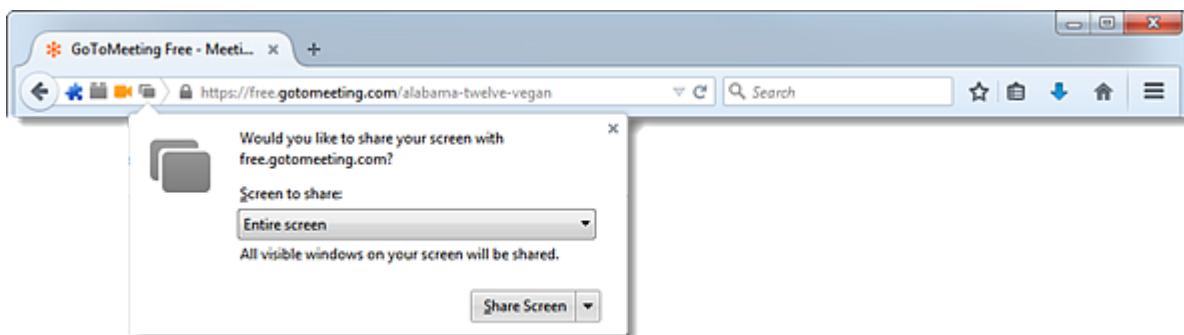 GoToMeeting Free - Meeti...
https://free.gotomeeting.com/alabama-twelve-vegan
Search
Would you like to share your screen with
free.gotomeeting.com?
Screen to share:
Entire screen
All visible windows on your screen will be shared.
Share Screen